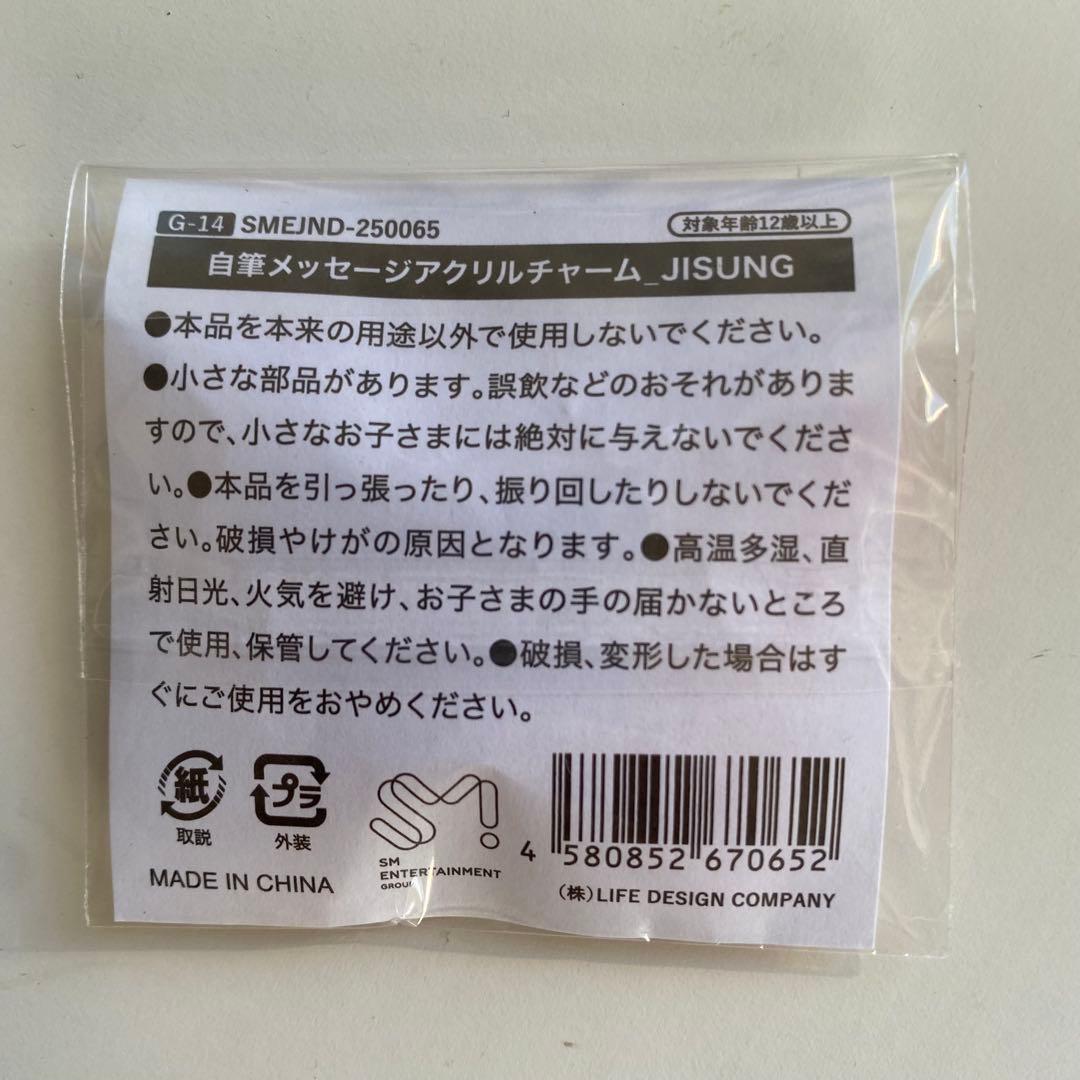 G-14 SMEJND-250065 対象年齢12歳以上
自筆メッセージアクリルチャーム_JISUNG
●本品を本来の用途以外で使用しないでください。
●小さな部品があります。誤飲などのおそれがありま
すので、小さなお子さまには絶対に与えないでくださ
い。●本品を引っ張ったり、振り回したりしないでくだ
さい。破損やけがの原因となります。●高温多湿、直
射日光、火気を避け、お子さまの手の届かないところ
で使用、保管してください。●破損、変形した場合はす
ぐにご使用をおやめください。
紙
取説
プラ
外装
SM
SM
ENTERTAINMENT
GROUP
4 580852 670652
MADE IN CHINA
(株)LIFE DESIGN COMPANY